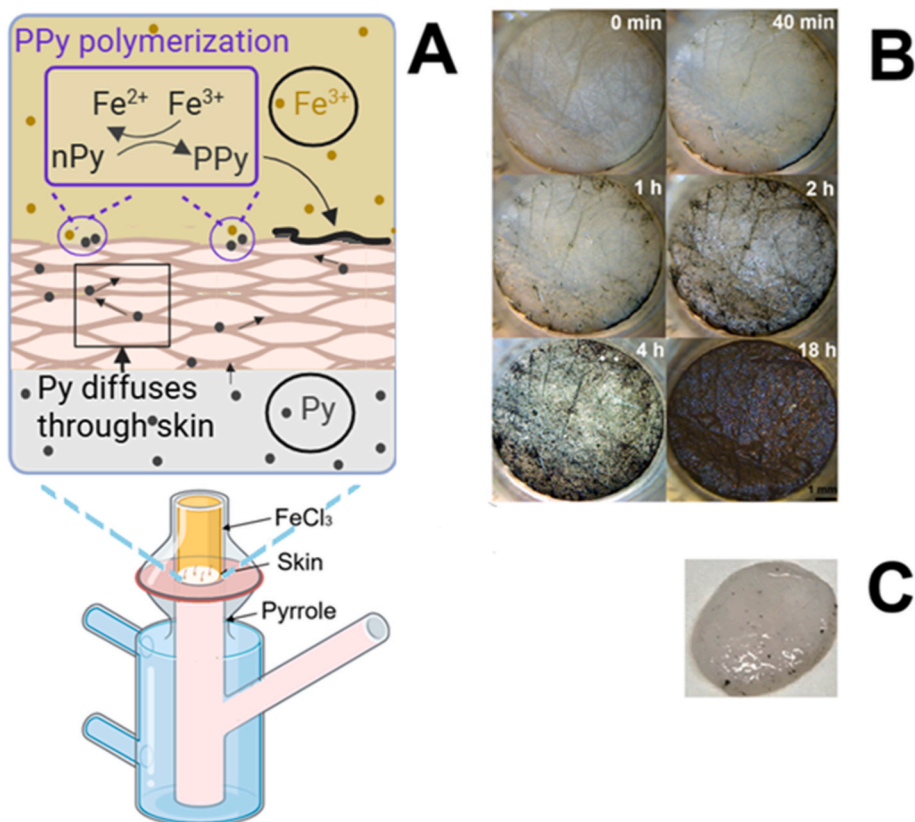 PPy polymerization
Fe²⁺ Fe³⁺
nPy PPy
Fe³⁺
Py diffuses
through skin
Py
FeCl₃
Skin
Pyrrole
A
0 min
40 min
1 h
2 h
4 h
18 h
1 mm
B
C